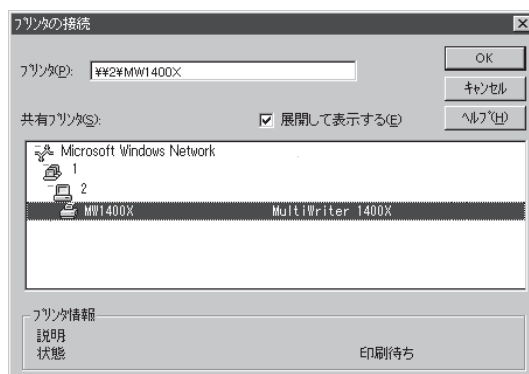 プリンタの接続
プリンタ(P): ¥¥2¥MW1400X
OK
キャンセル
ヘルプ(H)
共有プリンタ(S):
展開して表示する(E)
Microsoft Windows Network
1
2
MW1400X MultiWriter 1400X
プリンタ情報
説明
状態 印刷待ち